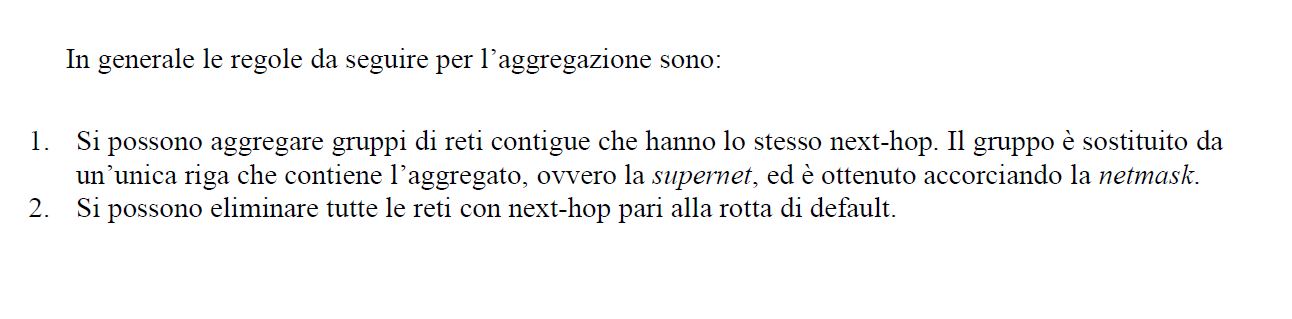 In generale le regole da seguire per l’aggregazione sono:
1. Si possono aggregare gruppi di reti contigue che hanno lo stesso next-hop. Il gruppo è sostituito da
un’unica riga che contiene l’aggregato, ovvero la supernet, ed è ottenuto accorciando la netmask.
2. Si possono eliminare tutte le reti con next-hop pari alla rotta di default.